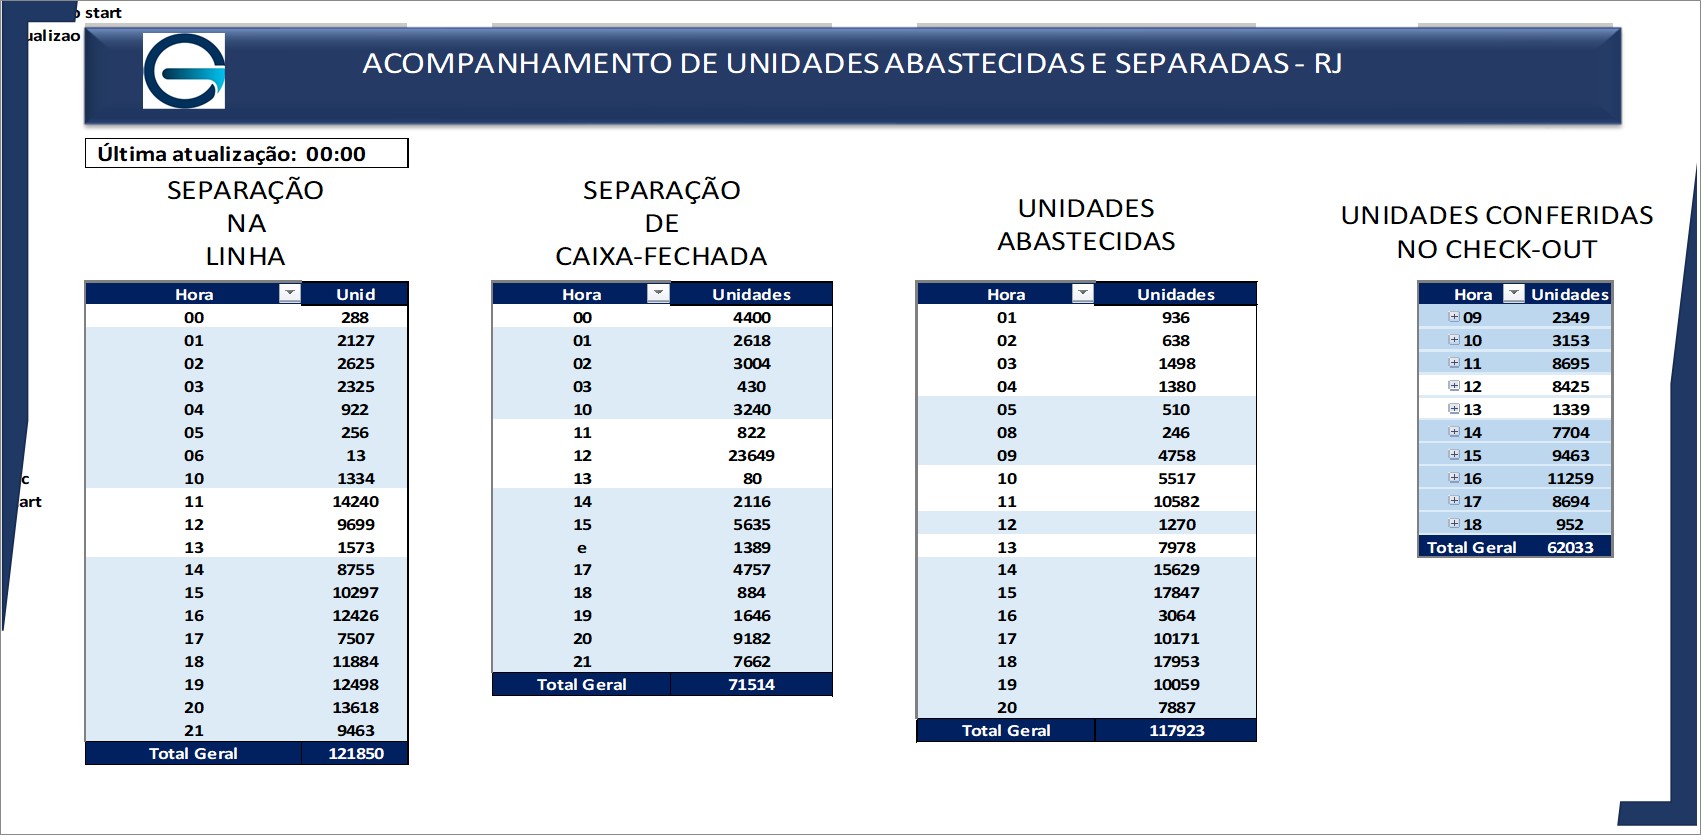 start
ualizao
ACOMPANHAMENTO DE UNIDADES ABASTECIDAS E SEPARADAS - RJ
Última atualização: 00:00
SEPARAÇÃO
NA
LINHA
Hora Unid
00 288
01 2127
02 2625
03 2325
04 922
05 256
06 13
10 1334
11 14240
12 9699
13 1573
14 8755
15 10297
16 12426
17 7507
18 11884
19 12498
20 13618
21 9463
Total Geral 121850
SEPARAÇÃO
DE
CAIXA-FECHADA
Hora Unidades
00 4400
01 2618
02 3004
03 430
10 3240
11 822
12 23649
13 80
14 2116
15 5635
e 1389
17 4757
18 884
19 1646
20 9182
21 7662
Total Geral 71514
UNIDADES
ABASTECIDAS
Hora Unidades
01 936
02 638
03 1498
04 1380
05 510
08 246
09 4758
10 5517
11 10582
12 1270
13 7978
14 15629
15 17847
16 3064
17 10171
18 17953
19 10059
20 7887
Total Geral 117923
UNIDADES CONFERIDAS
NO CHECK-OUT
Hora Unidades
09 2349
10 3153
11 8695
12 8425
13 1339
14 7704
15 9463
16 11259
17 8694
18 952
Total Geral 62033
c
art